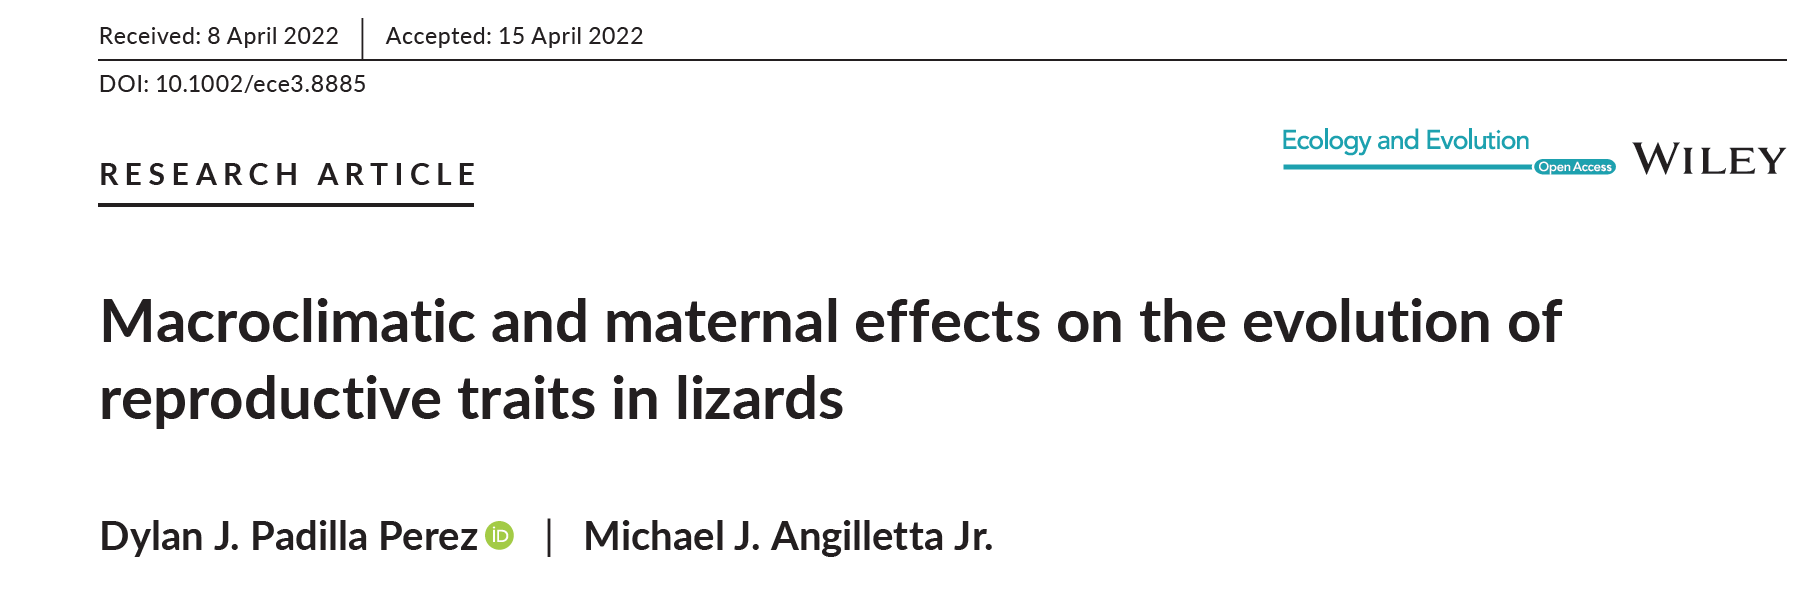 Received: 8 April 2022 | Accepted: 15 April 2022
DOI: 10.1002/ece3.8885
Ecology and Evolution
Open Access
WILEY
RESEARCH ARTICLE
Macroclimatic and maternal effects on the evolution of
reproductive traits in lizards
Dylan J. Padilla Perez iD | Michael J. Angilletta Jr.